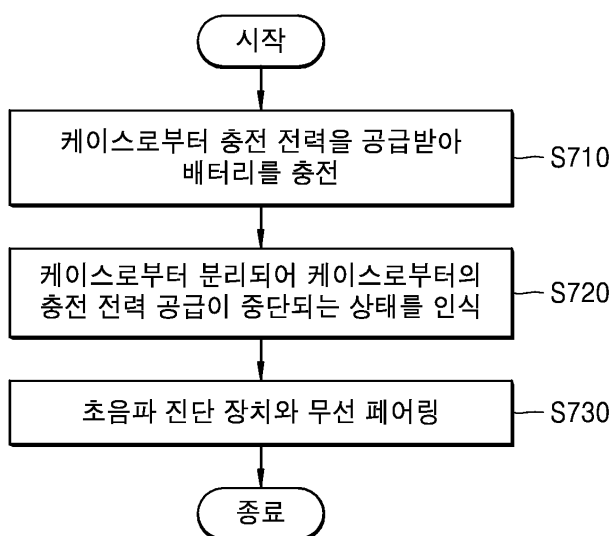 시작
케이스로부터 충전 전력을 공급받아
배터리를 충전
S710
케이스로부터 분리되어 케이스로부터의
충전 전력 공급이 중단되는 상태를 인식
S720
초음파 진단 장치와 무선 페어링
S730
종료